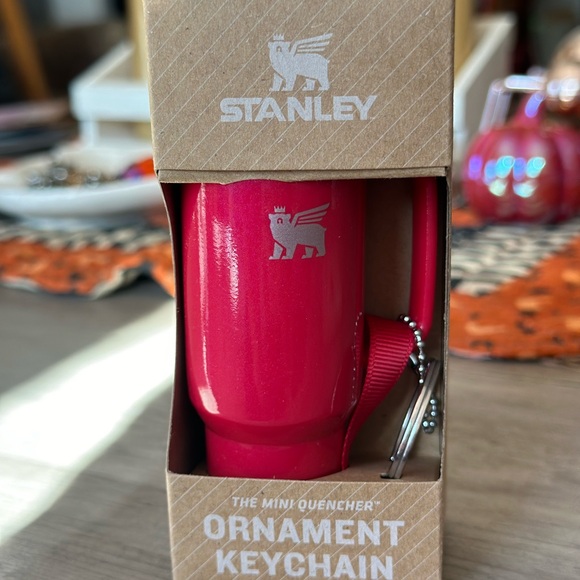 STANLEY
THE MINI QUENCHER™
ORNAMENT
KEYCHAIN